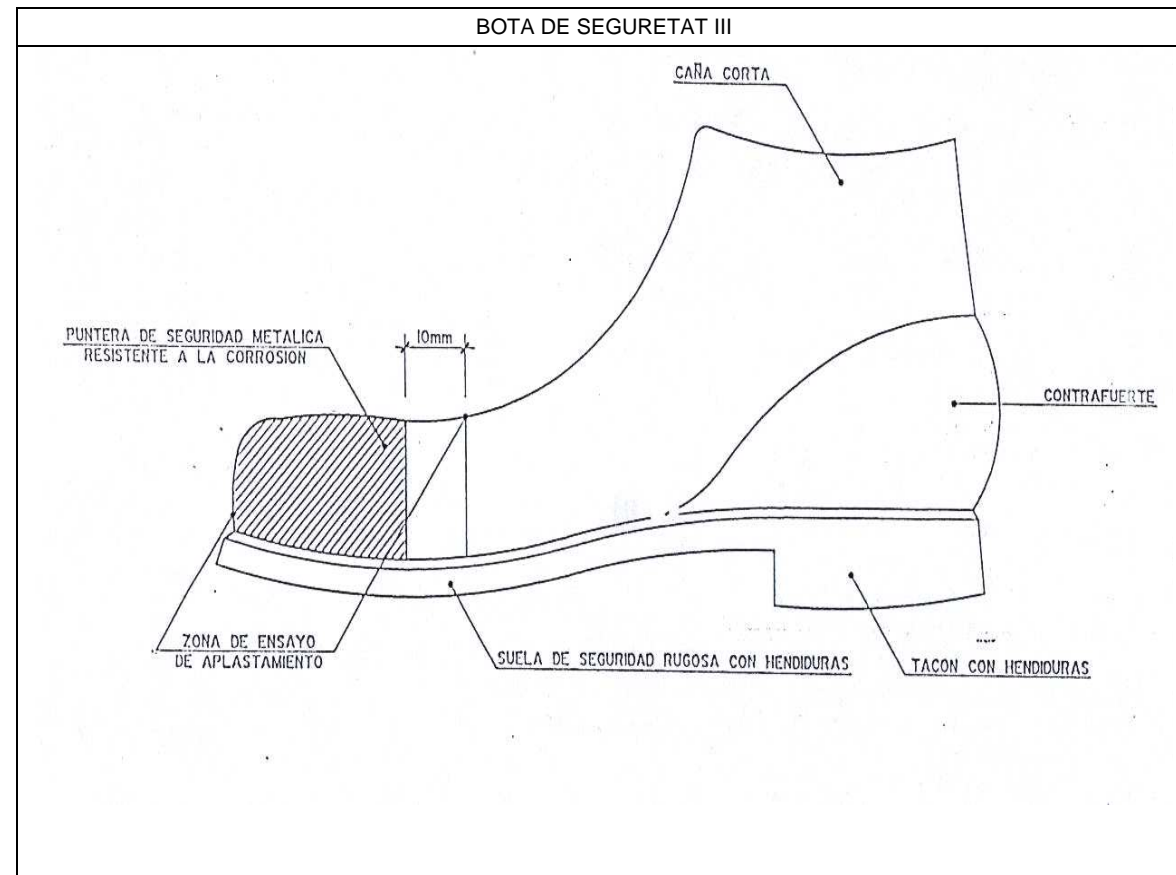 BOTA DE SEGURETAT III
CAÑA CORTA
PUNTERA DE SEGURIDAD METALICA
RESISTENTE A LA CORROSION
10mm
CONTRAFUERTE
ZONA DE ENSAYO
DE APLASTAMIENTO
SUELA DE SEGURIDAD RUGOSA CON HENDIDURAS
TACON CON HENDIDURAS